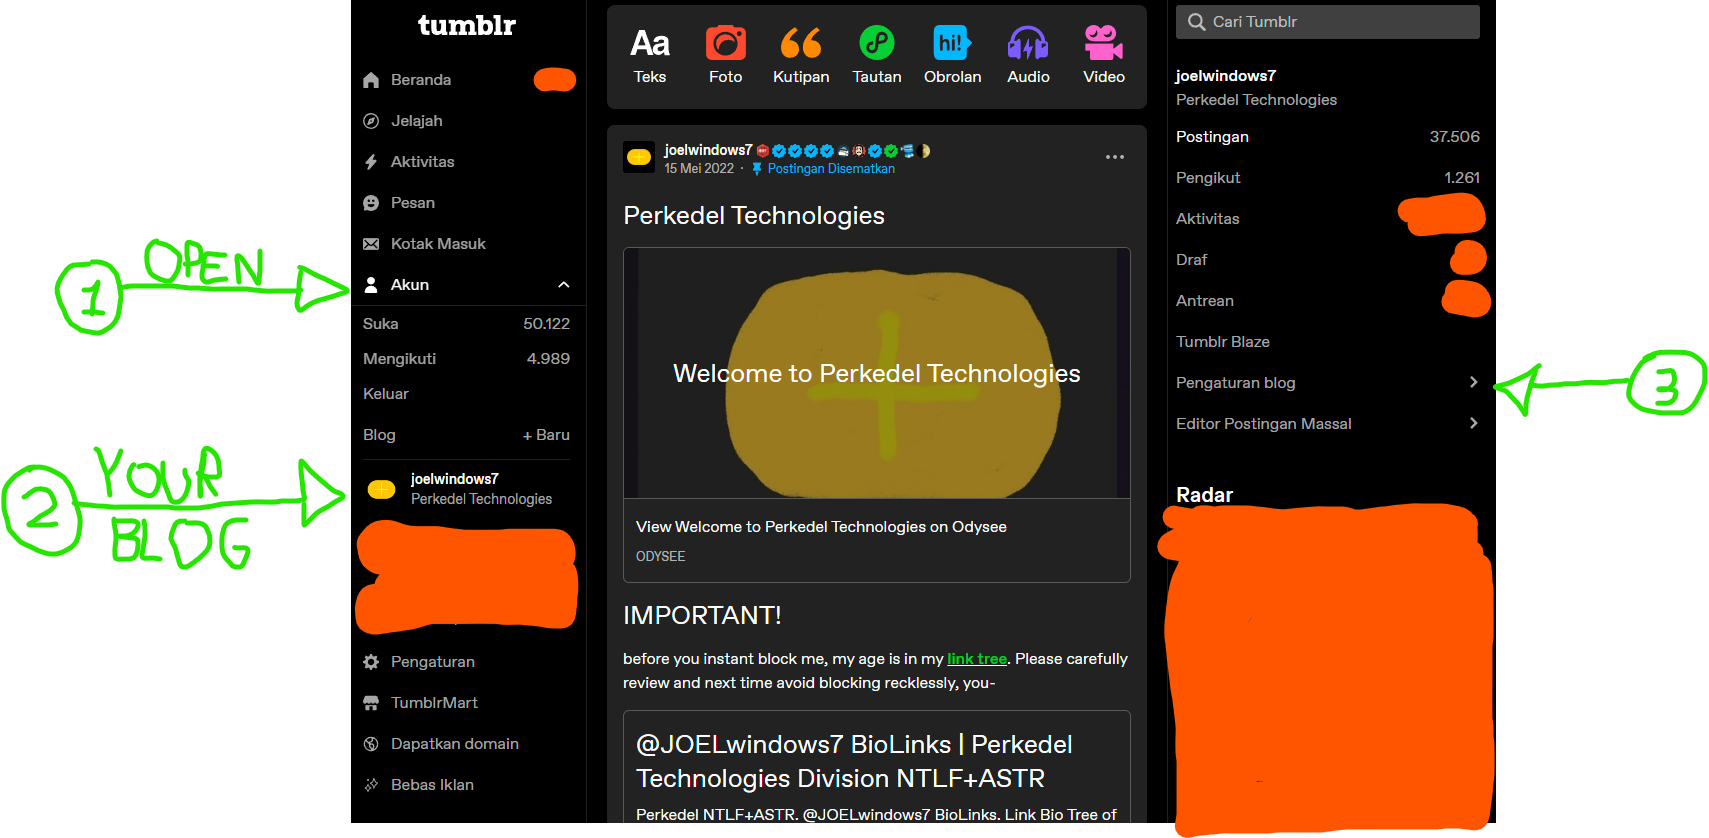 tumblr
Beranda
Jelajah
Aktivitas
Pesan
Kotak Masuk
Akun
Suka 50.122
Mengikuti 4.989
Keluar
Blog + Baru
joelwindows7
Perkedel Technologies
Pengaturan
TumblrMart
Dapatkan domain
Bebas Iklan
1 OPEN
2 YOUR
BLOG
Aa
hi!
Teks Foto Kutipan Tautan Obrolan Audio Video
joelwindows7
15 Mei 2022 · Postingan Disematkan
Perkedel Technologies
Welcome to Perkedel Technologies
View Welcome to Perkedel Technologies on Odysee
ODYSEE
IMPORTANT!
before you instant block me, my age is in my link tree. Please carefully
review and next time avoid blocking recklessly, you-
@JOELwindows7 BioLinks | Perkedel
Technologies Division NTLF+ASTR
Perkedel NTLF+ASTR. @JOELwindows7 BioLinks. Link Bio Tree of
Cari Tumblr
joelwindows7
Perkedel Technologies
Postingan 37.506
Pengikut 1.261
Aktivitas
Draf
Antrean
Tumblr Blaze
Pengaturan blog
Editor Postingan Massal
Radar
3